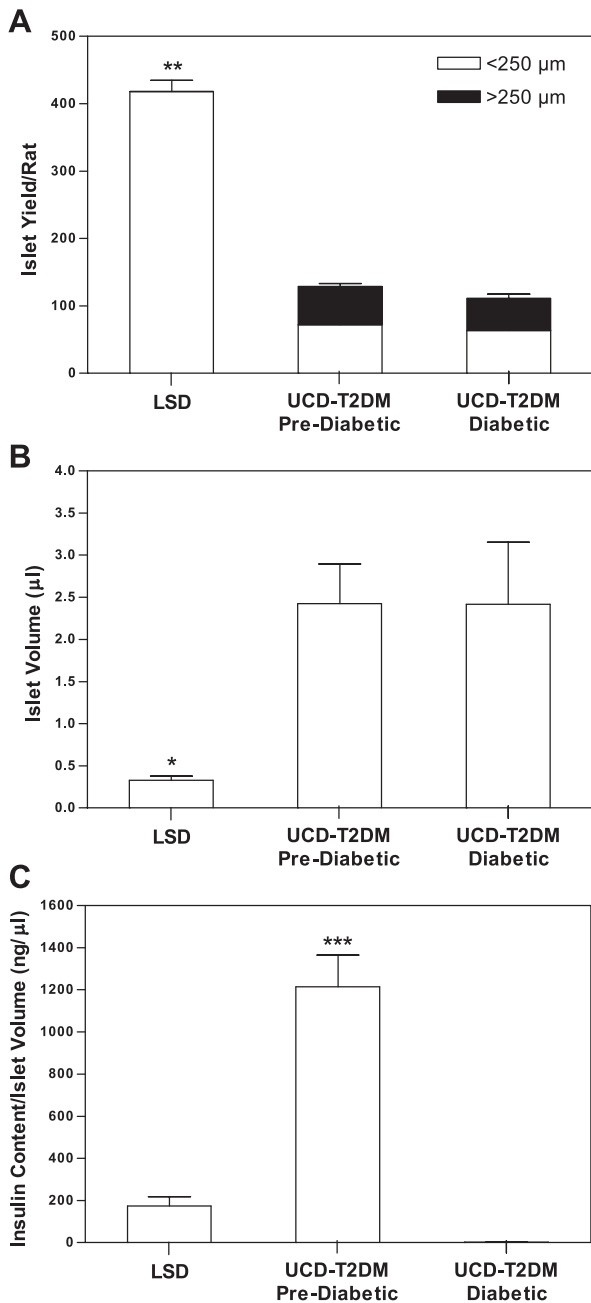 A
Islet Yield/Rat
500
400
300
200
100
0
**
<250 µm
>250 µm
LSD
UCD-T2DM
Pre-Diabetic
UCD-T2DM
Diabetic
B
Islet Volume (µl)
4.0
3.5
3.0
2.5
2.0
1.5
1.0
0.5
0.0
*
LSD
UCD-T2DM
Pre-Diabetic
UCD-T2DM
Diabetic
C
Insulin Content/Islet Volume (ng/µl)
1600
1400
1200
1000
800
600
400
200
0
***
LSD
UCD-T2DM
Pre-Diabetic
UCD-T2DM
Diabetic